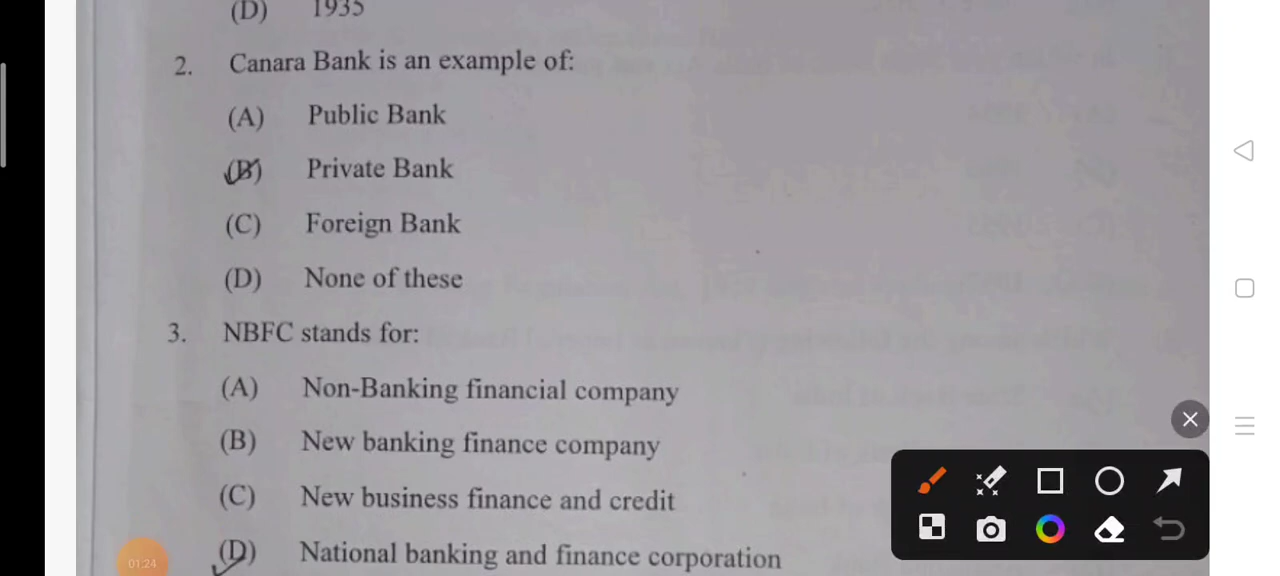 (D) 1935
2. Canara Bank is an example of:
(A) Public Bank
(B) Private Bank
(C) Foreign Bank
(D) None of these
3. NBFC stands for:
(A) Non-Banking financial company
(B) New banking finance company
(C) New business finance and credit
(D) National banking and finance corporation
01:24